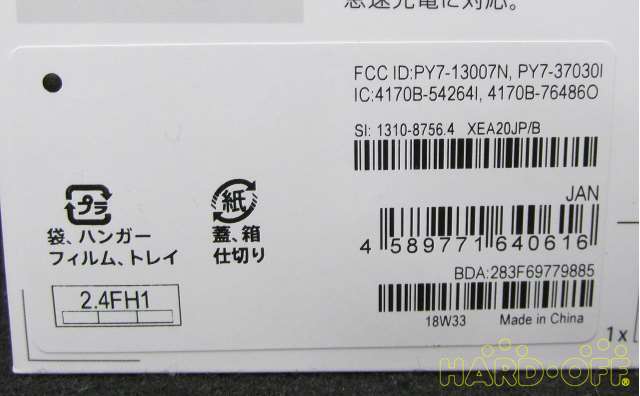 急速充電に対応。
FCC ID:PY7-13007N, PY7-37030I
IC:4170B-54264I, 4170B-76486O
SI: 1310-8756.4 XEA20JP/B
JAN
4 589771 640616
BDA:283F69779885
18W33 Made in China
プラ
袋、ハンガー
フィルム、トレイ
紙
蓋、箱
仕切り
2.4FH1
1x
HARD-OFF